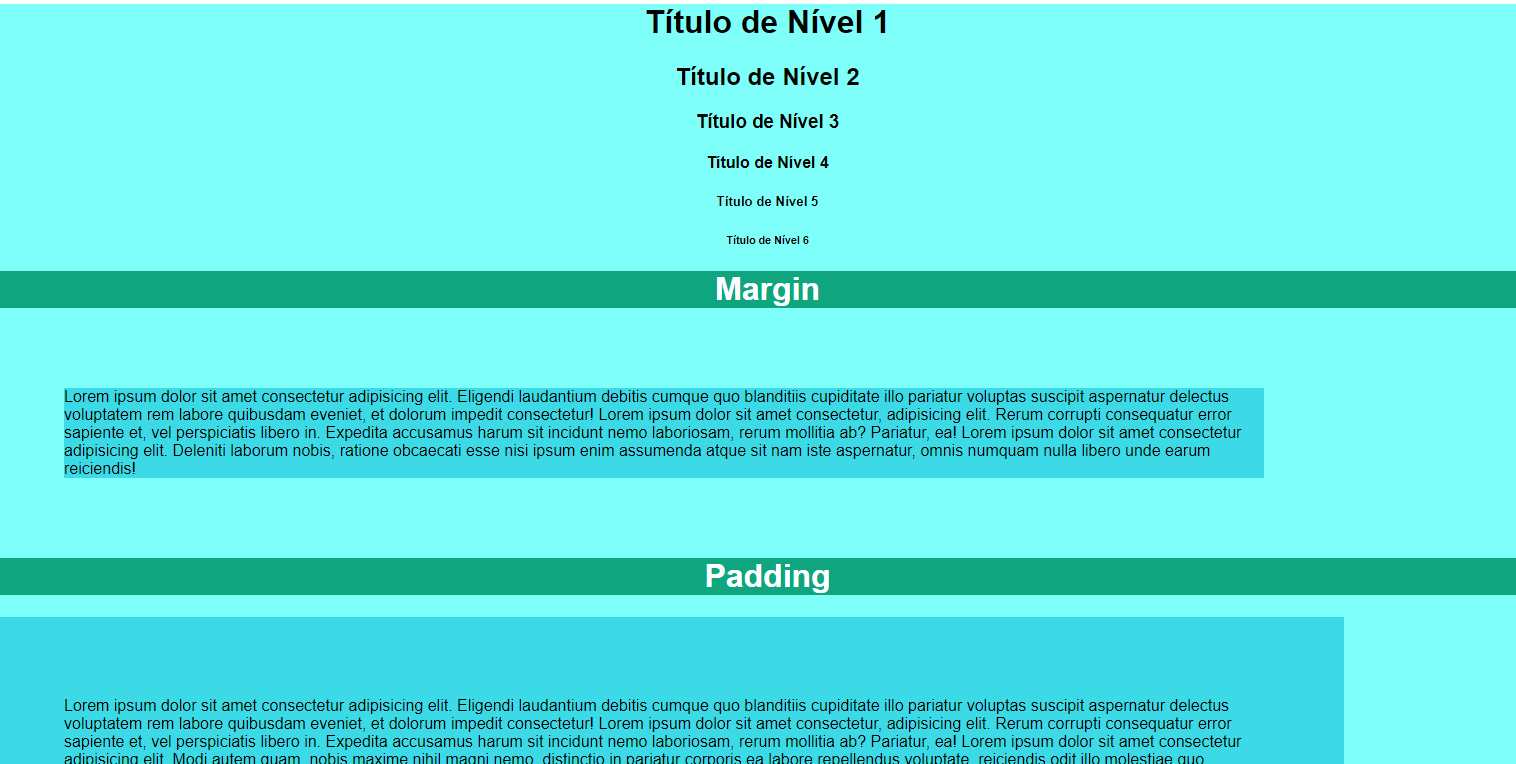 Título de Nível 1
Título de Nível 2
Título de Nível 3
Título de Nível 4
Título de Nível 5
Título de Nível 6
Margin
Lorem ipsum dolor sit amet consectetur adipisicing elit. Eligendi laudantium debitis cumque quo blanditiis cupiditate illo pariatur voluptas suscipit aspernatur delectus
voluptatem rem labore quibusdam eveniet, et dolorum impedit consectetur! Lorem ipsum dolor sit amet consectetur, adipisicing elit. Rerum corrupti consequatur error
sapiente et, vel perspiciatis libero in. Expedita accusamus harum sit incidunt nemo laboriosam, rerum mollitia ab? Pariatur, ea! Lorem ipsum dolor sit amet consectetur
adipisicing elit. Deleniti laborum nobis, ratione obcaecati esse nisi ipsum enim assumenda atque sit nam iste aspernatur, omnis numquam nulla libero unde earum
reiciendis!
Padding
Lorem ipsum dolor sit amet consectetur adipisicing elit. Eligendi laudantium debitis cumque quo blanditiis cupiditate illo pariatur voluptas suscipit aspernatur delectus
voluptatem rem labore quibusdam eveniet, et dolorum impedit consectetur! Lorem ipsum dolor sit amet consectetur, adipisicing elit. Rerum corrupti consequatur error
sapiente et, vel perspiciatis libero in. Expedita accusamus harum sit incidunt nemo laboriosam, rerum mollitia ab? Pariatur, ea! Lorem ipsum dolor sit amet consectetur
adipisicing elit. Modi autem quam, nobis maxime nihil magni nemo, distinctio in pariatur corporis ea labore repellendus voluptate, reiciendis odit illo molestiae quo